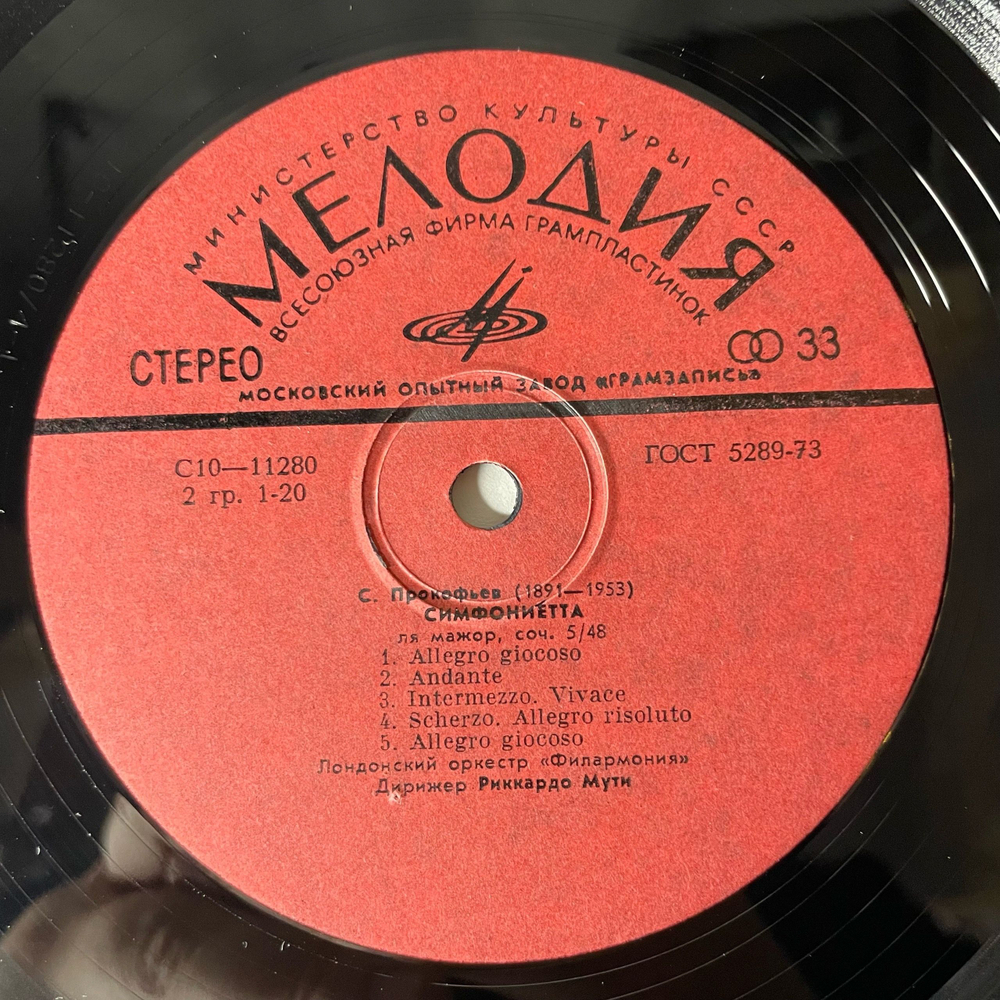 МИНИСТЕРСТВО КУЛЬТУРЫ СССР
МЕЛОДИЯ
ВСЕСОЮЗНАЯ ФИРМА ГРАМПЛАСТИНОК
СТЕРЕО
33
МОСКОВСКИЙ ОПЫТНЫЙ ЗАВОД «ГРАМЗАПИСЬ»
С10—11280
ГОСТ 5289-73
2 гр. 1-20
С. Прокофьев (1891—1953)
СИМФОНИЕТТА
ля мажор, соч. 5/48
1. Allegro giocoso
2. Andante
3. Intermezzo. Vivace
4. Scherzo. Allegro risoluto
5. Allegro giocoso
Лондонский оркестр «Филармония»
Дирижер Риккардо Мути